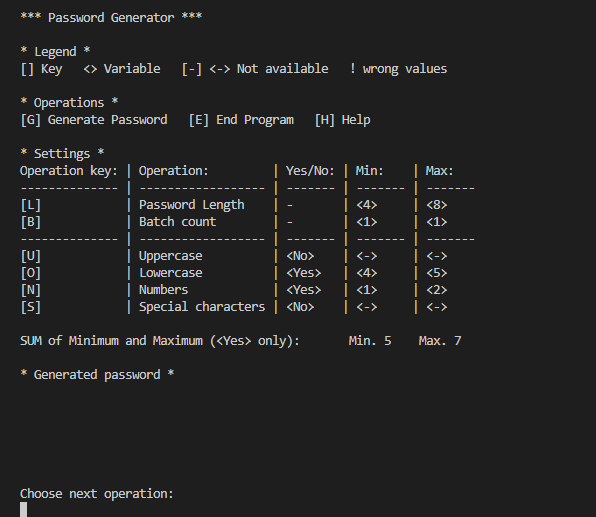 *** Password Generator ***
* Legend *
[] Key   <> Variable   [-] <-> Not available   ! wrong values
* Operations *
[G] Generate Password   [E] End Program   [H] Help
* Settings *
Operation key: | Operation:         | Yes/No: | Min:    | Max:
-------------- | ------------------ | ------- | ------- | -------
[L]            | Password Length    | -       | <4>     | <8>
[B]            | Batch count        | -       | <1>     | <1>
-------------- | ------------------ | ------- | ------- | -------
[U]            | Uppercase          | <No>    | <->     | <->
[O]            | Lowercase          | <Yes>   | <4>     | <5>
[N]            | Numbers            | <Yes>   | <1>     | <2>
[S]            | Special characters | <No>    | <->     | <->
SUM of Minimum and Maximum (<Yes> only):       Min. 5    Max. 7
* Generated password *
Choose next operation: